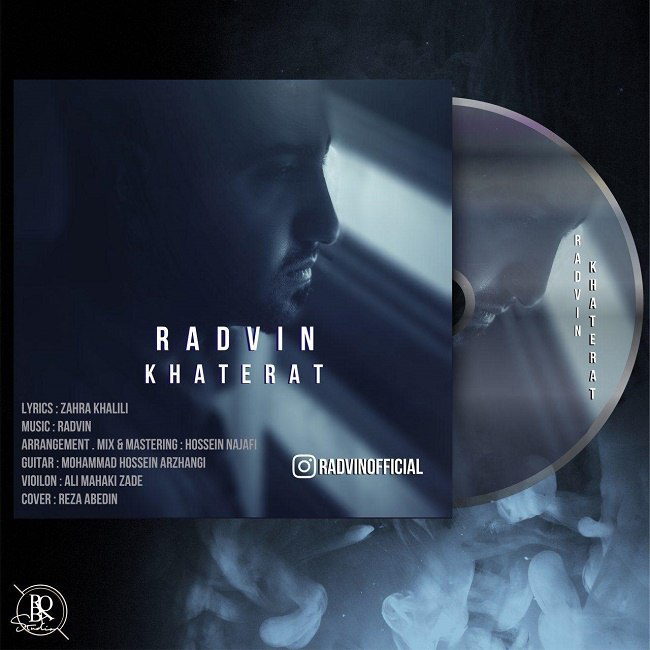 RADVIN
KHATERAT
LYRICS : ZAHRA KHALILI
MUSIC : RADVIN
ARRANGEMENT . MIX & MASTERING : HOSSEIN NAJAFI
GUITAR : MOHAMMAD HOSSEIN ARZHANGI
VIOILON : ALI MAHAKI ZADE
COVER : REZA ABEDIN
RADVINOFFICIAL
RADVIN
KHATERAT
Studio